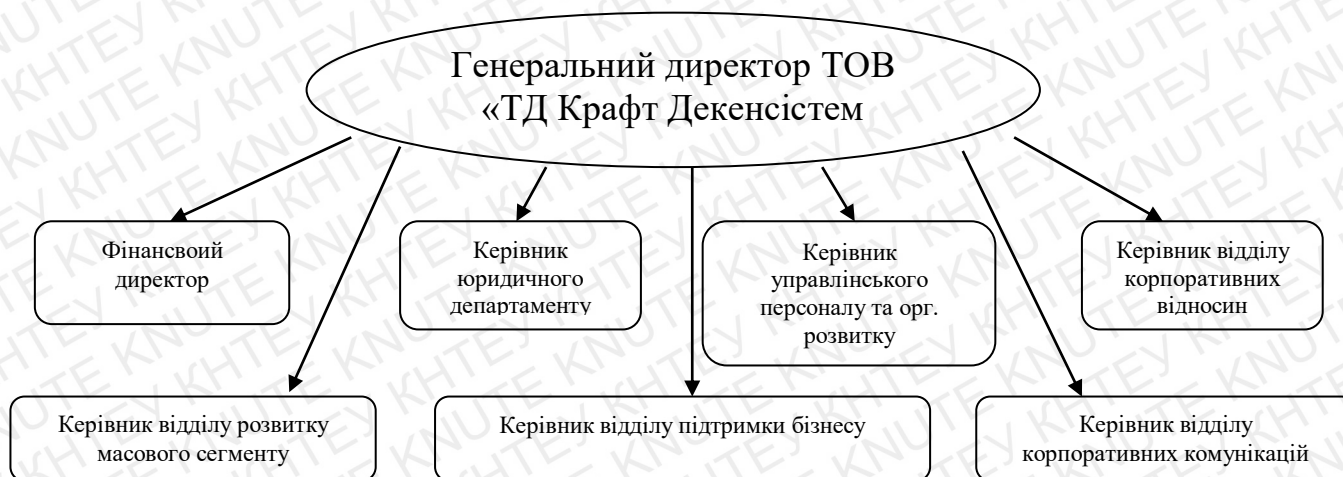 Генеральний директор ТОВ
«ТД Крафт Декенсістем
Фінансвоий
директор
Керівник
юридичного
департаменту
Керівник
управлінського
персоналу та орг.
розвитку
Керівник відділу
корпоративних
відносин
Керівник відділу розвитку
масового сегменту
Керівник відділу підтримки бізнесу
Керівник відділу
корпоративних комунікацій